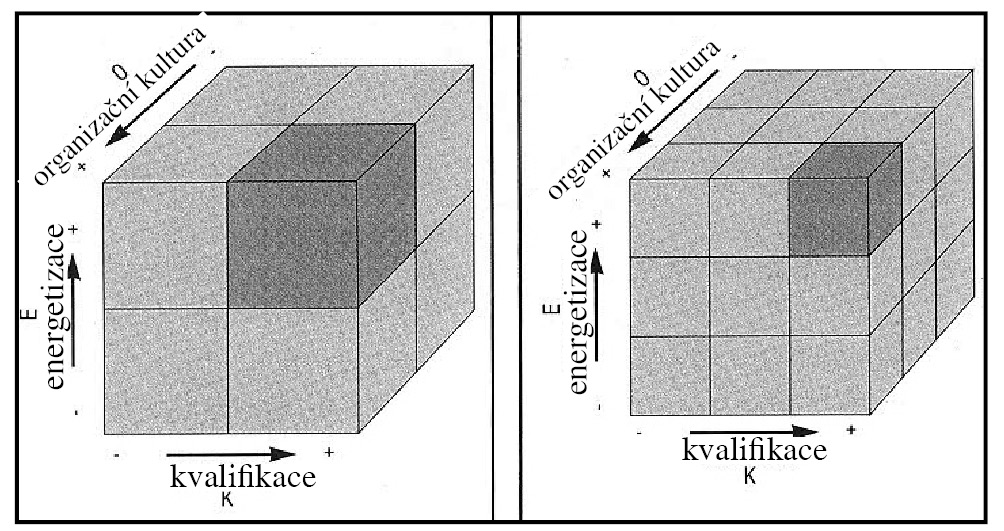 O
organizační kultura
-
+
+
E
energetizace
-
- +
kvalifikace
K
O
organizační kultura
-
+
+
E
energetizace
-
- +
kvalifikace
K